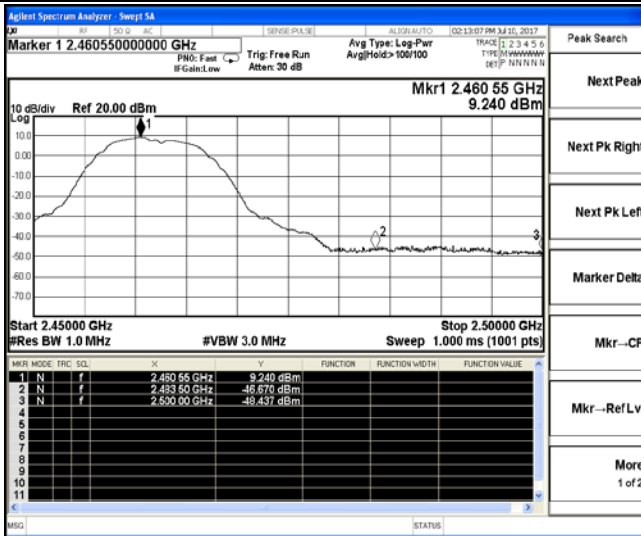 Agilent Spectrum Analyzer - Swept SA
RF 50 Ω AC SENSE:PULSE ALIGN AUTO 02:13:07 PM Jul 10, 2017
Marker 1 2.460550000000 GHz
PNO: Fast
IFGain:Low
Trig: Free Run
Atten: 30 dB
Avg Type: Log-Pwr
Avg|Hold:>100/100
TRACE 1 2 3 4 5 6
TYPE MWWWWW
DET P NNNNN
Mkr1 2.460 55 GHz
9.240 dBm
10 dB/div Ref 20.00 dBm
Log
10.0
0.00
-10.0
-20.0
-30.0
-40.0
-50.0
-60.0
-70.0
1
2
3
Start 2.45000 GHz Stop 2.50000 GHz
#Res BW 1.0 MHz #VBW 3.0 MHz Sweep 1.000 ms (1001 pts)
MKR MODE TRC SCL X Y FUNCTION FUNCTION WIDTH FUNCTION VALUE
1 N f 2.460 55 GHz 9.240 dBm
2 N f 2.483 50 GHz -46.670 dBm
3 N f 2.500 00 GHz -48.437 dBm
4
5
6
7
8
9
10
11
MSG STATUS
Peak Search
Next Peak
Next Pk Right
Next Pk Left
Marker Delta
Mkr→CF
Mkr→Ref Lv
More
1 of 2